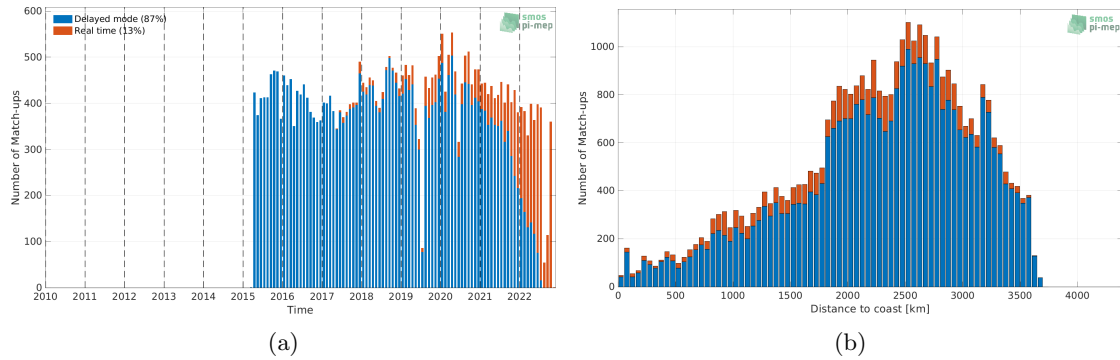 Delayed mode (87%)
Real time (13%)
smos
pi-mep
Number of Match-ups
600
500
400
300
200
100
0
2010 2011 2012 2013 2014 2015 2016 2017 2018 2019 2020 2021 2022
Time
(a)
smos
pi-mep
Number of Match-ups
1000
800
600
400
200
0
0 500 1000 1500 2000 2500 3000 3500 4000
Distance to coast [km]
(b)